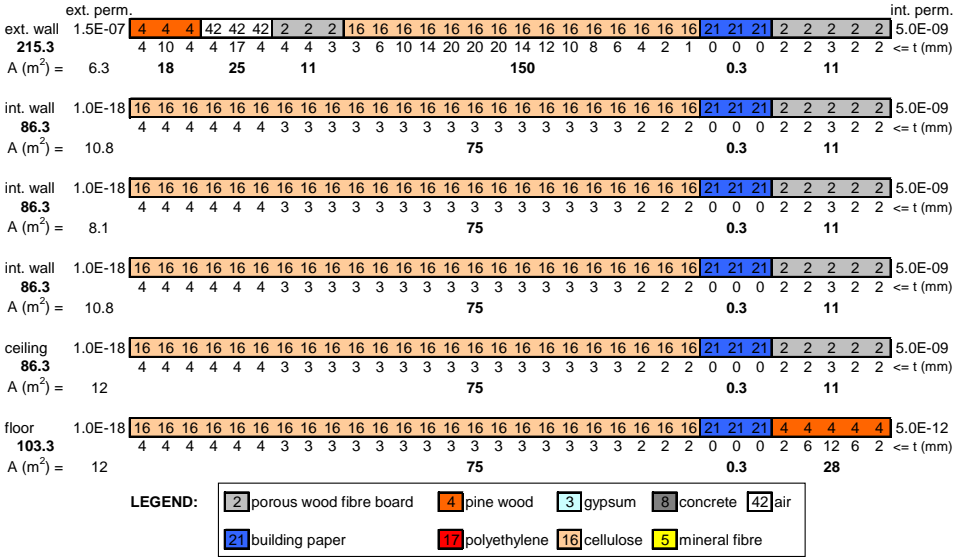 ext. perm. int. perm.
ext. wall 1.5E-07 4 4 4 42 42 42 2 2 2 16 16 16 16 16 16 16 16 16 16 16 16 16 16 16 21 21 21 2 2 2 2 2 5.0E-09
215.3 4 10 4 4 17 4 4 4 3 3 6 10 14 20 20 20 14 12 10 8 6 4 2 1 0 0 0 2 2 3 2 2 <= t (mm)
A (m²) = 6.3 18 25 11 150 0.3 11
int. wall 1.0E-18 16 16 16 16 16 16 16 16 16 16 16 16 16 16 16 16 16 16 16 16 16 16 16 16 21 21 21 2 2 2 2 2 5.0E-09
86.3 4 4 4 4 4 4 3 3 3 3 3 3 3 3 3 3 3 3 3 3 3 2 2 2 0 0 0 2 2 3 2 2 <= t (mm)
A (m²) = 10.8 75 0.3 11
int. wall 1.0E-18 16 16 16 16 16 16 16 16 16 16 16 16 16 16 16 16 16 16 16 16 16 16 16 16 21 21 21 2 2 2 2 2 5.0E-09
86.3 4 4 4 4 4 4 3 3 3 3 3 3 3 3 3 3 3 3 3 3 3 2 2 2 0 0 0 2 2 3 2 2 <= t (mm)
A (m²) = 8.1 75 0.3 11
int. wall 1.0E-18 16 16 16 16 16 16 16 16 16 16 16 16 16 16 16 16 16 16 16 16 16 16 16 16 21 21 21 2 2 2 2 2 5.0E-09
86.3 4 4 4 4 4 4 3 3 3 3 3 3 3 3 3 3 3 3 3 3 3 2 2 2 0 0 0 2 2 3 2 2 <= t (mm)
A (m²) = 10.8 75 0.3 11
ceiling 1.0E-18 16 16 16 16 16 16 16 16 16 16 16 16 16 16 16 16 16 16 16 16 16 16 16 16 21 21 21 2 2 2 2 2 5.0E-09
86.3 4 4 4 4 4 4 3 3 3 3 3 3 3 3 3 3 3 3 3 3 3 2 2 2 0 0 0 2 2 3 2 2 <= t (mm)
A (m²) = 12 75 0.3 11
floor 1.0E-18 16 16 16 16 16 16 16 16 16 16 16 16 16 16 16 16 16 16 16 16 16 16 16 16 21 21 21 4 4 4 4 4 5.0E-12
103.3 4 4 4 4 4 4 3 3 3 3 3 3 3 3 3 3 3 3 3 3 3 2 2 2 0 0 0 2 6 12 6 2 <= t (mm)
A (m²) = 12 75 0.3 28
LEGEND: 2 porous wood fibre board 4 pine wood 3 gypsum 8 concrete 42 air
21 building paper 17 polyethylene 16 cellulose 5 mineral fibre